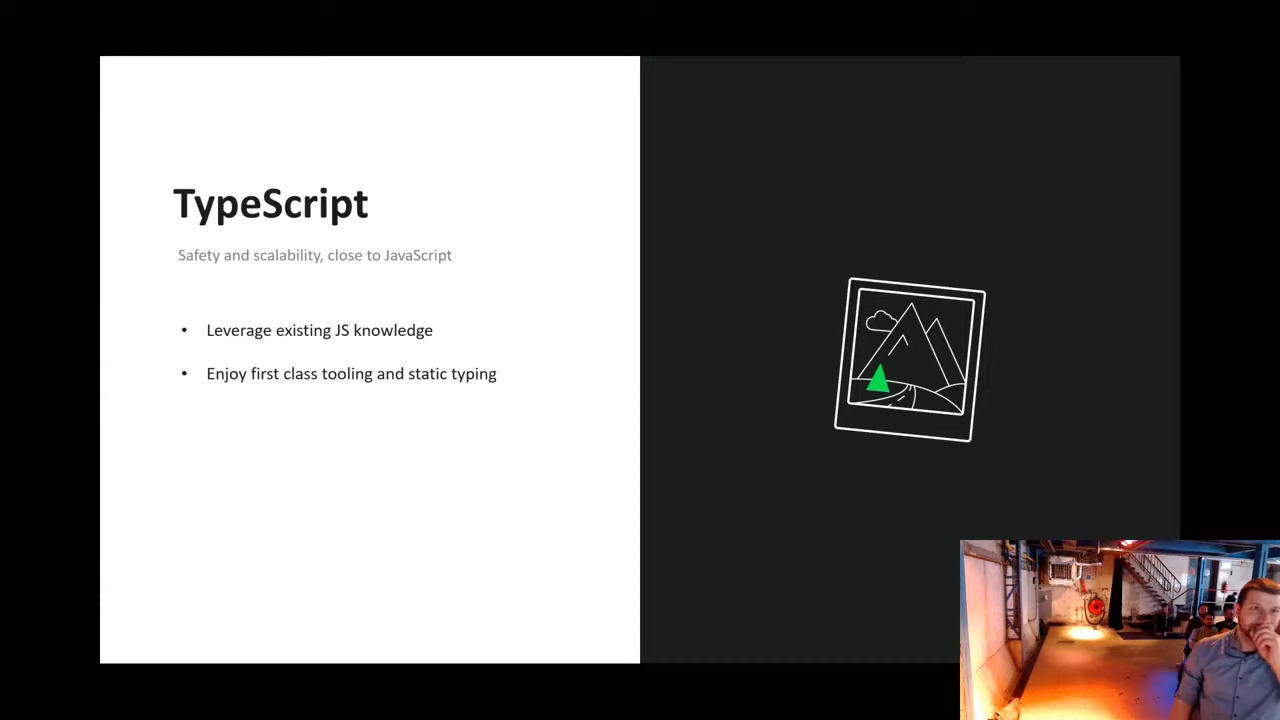 TypeScript
Safety and scalability, close to JavaScript
• Leverage existing JS knowledge
• Enjoy first class tooling and static typing